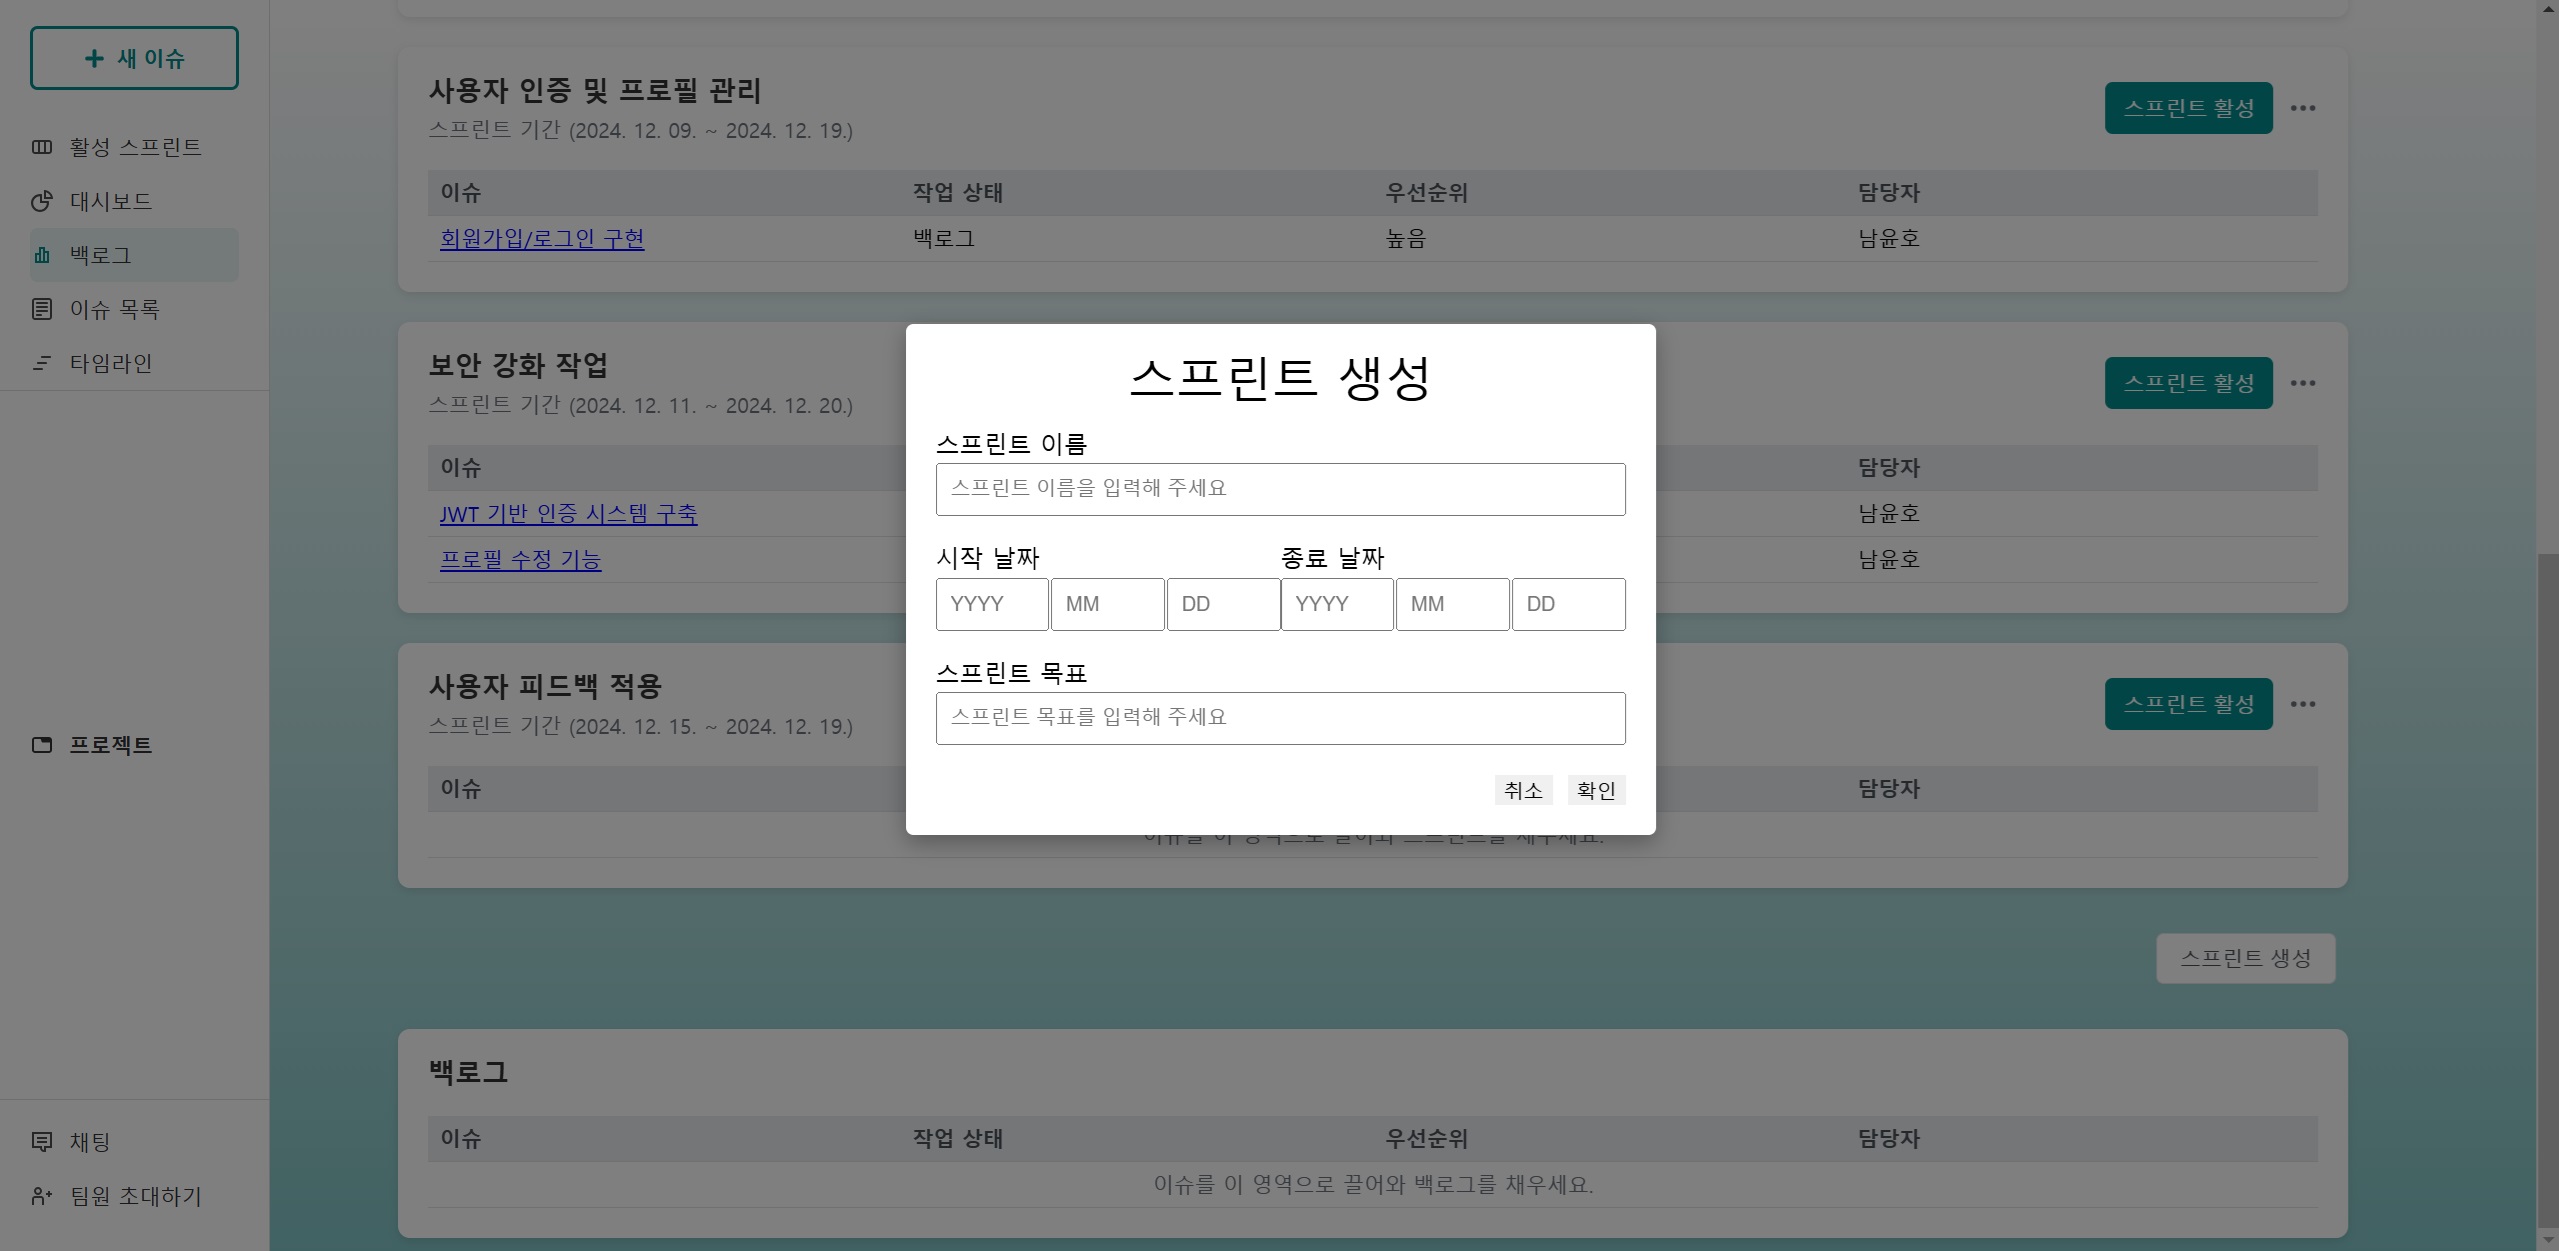 새 이슈
활성 스프린트
대시보드
백로그
이슈 목록
타임라인
프로젝트
채팅
팀원 초대하기
사용자 인증 및 프로필 관리
스프린트 기간 (2024. 12. 09. ~ 2024. 12. 19.)
스프린트 활성
이슈 작업 상태 우선순위 담당자
회원가입/로그인 구현 백로그 높음 남윤호
보안 강화 작업
스프린트 기간 (2024. 12. 11. ~ 2024. 12. 20.)
스프린트 활성
이슈 담당자
JWT 기반 인증 시스템 구축 남윤호
프로필 수정 기능 남윤호
사용자 피드백 적용
스프린트 기간 (2024. 12. 15. ~ 2024. 12. 19.)
스프린트 활성
이슈 담당자
스프린트 생성
스프린트 이름
스프린트 이름을 입력해 주세요
시작 날짜 종료 날짜
YYYY MM DD YYYY MM DD
스프린트 목표
스프린트 목표를 입력해 주세요
취소 확인
스프린트 생성
백로그
이슈 작업 상태 우선순위 담당자
이슈를 이 영역으로 끌어와 백로그를 채우세요.